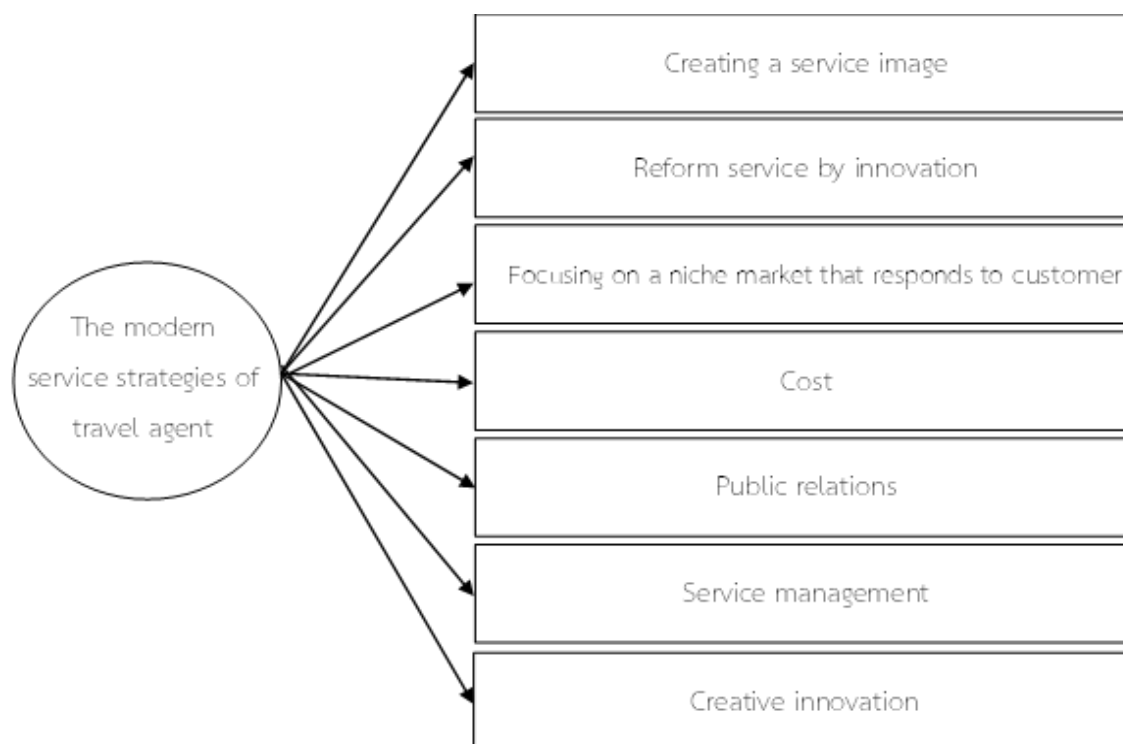 Creating a service image
Reform service by innovation
Focusing on a niche market that responds to customer
The modern
service strategies of
travel agent
Cost
Public relations
Service management
Creative innovation